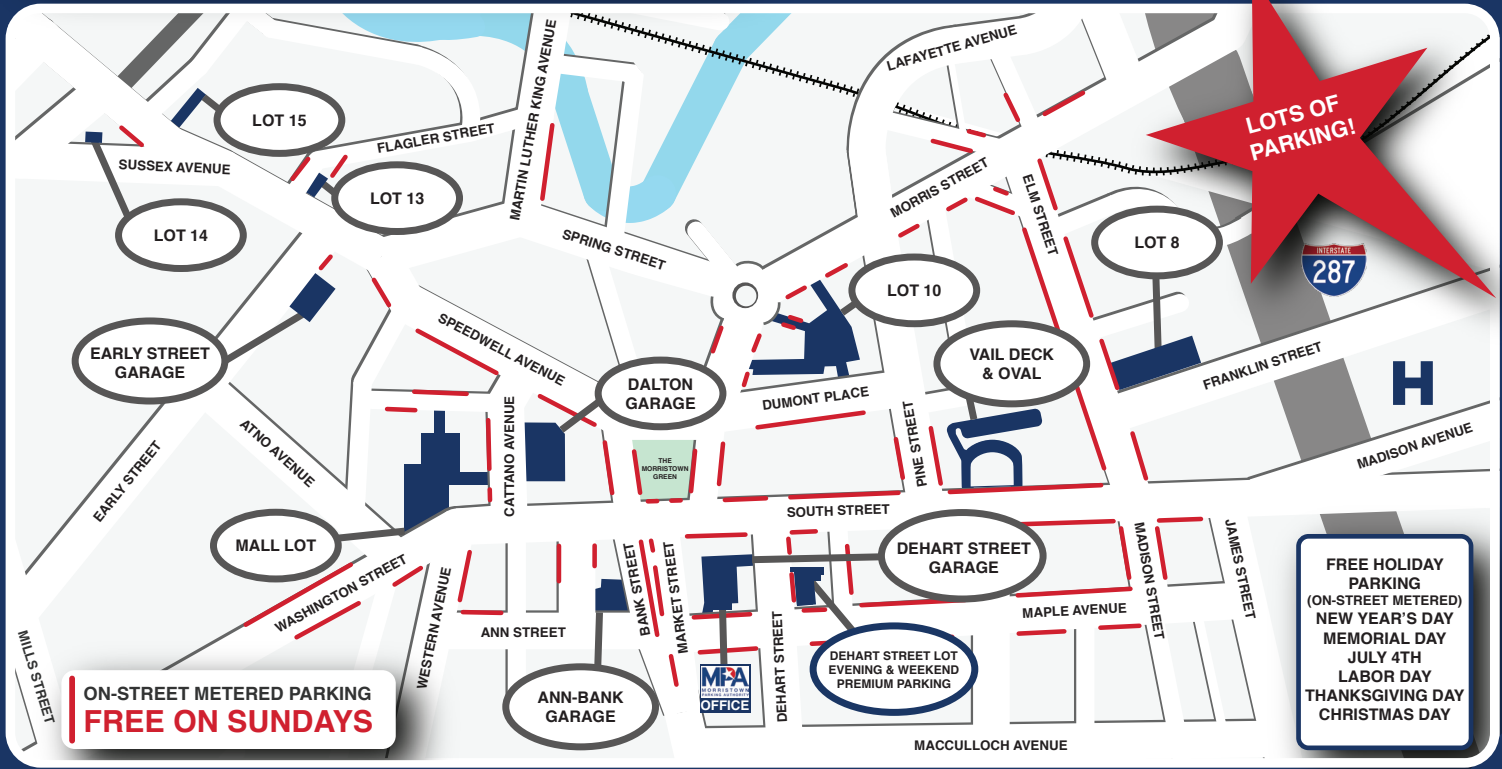 LAFAYETTE AVENUE
MARTIN LUTHER KING AVENUE
LOTS OF
PARKING!
LOT 15
FLAGLER STREET
SUSSEX AVENUE
LOT 13
LOT 14
MORRIS STREET
ELM STREET
SPRING STREET
LOT 8
INTERSTATE
287
LOT 10
SPEEDWELL AVENUE
EARLY STREET
GARAGE
VAIL DECK
& OVAL
FRANKLIN STREET
DALTON
GARAGE
DUMONT PLACE
H
CATTANO AVENUE
PINE STREET
ATNO AVENUE
EARLY STREET
THE
MORRISTOWN
GREEN
MADISON AVENUE
SOUTH STREET
MALL LOT
DEHART STREET
GARAGE
WASHINGTON STREET
WESTERN AVENUE
BANK STREET
MARKET STREET
MADISON STREET
JAMES STREET
MAPLE AVENUE
ANN STREET
DEHART STREET
MILLS STREET
DEHART STREET LOT
EVENING & WEEKEND
PREMIUM PARKING
MPA
MORRISTOWN
PARKING AUTHORITY
OFFICE
ANN-BANK
GARAGE
MACCULLOCH AVENUE
ON-STREET METERED PARKING
FREE ON SUNDAYS
FREE HOLIDAY
PARKING
(ON-STREET METERED)
NEW YEAR'S DAY
MEMORIAL DAY
JULY 4TH
LABOR DAY
THANKSGIVING DAY
CHRISTMAS DAY